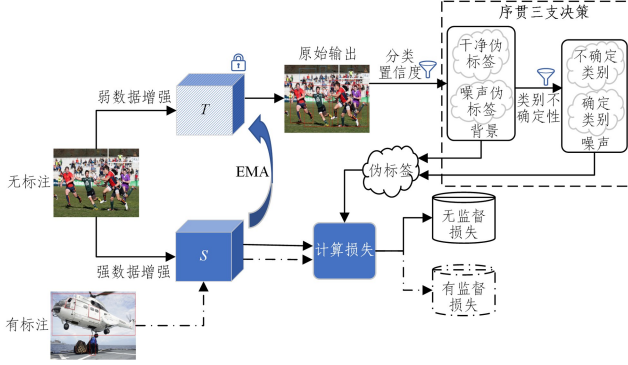 序贯三支决策
原始输出
分类
置信度
干净伪
标签
噪声伪
标签
背景
类别不
确定性
不确定
类别
确定
类别
噪声
弱数据增强
T
EMA
伪标签
无标注
强数据增强
S
计算损失
无监督
损失
有监督
损失
有标注